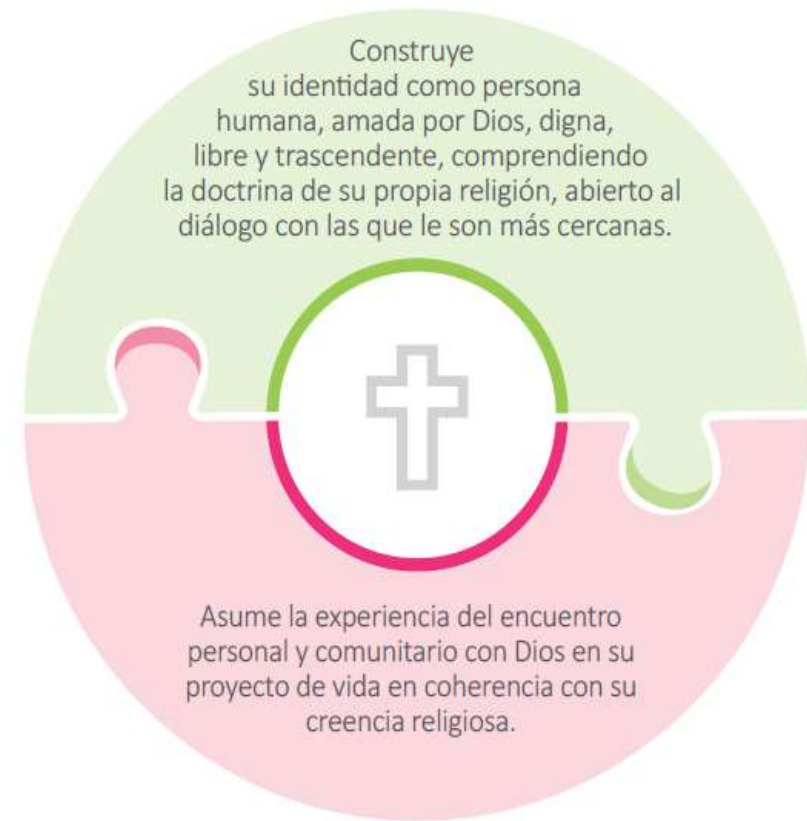 Construye
su identidad como persona
humana, amada por Dios, digna,
libre y trascendente, comprendiendo
la doctrina de su propia religión, abierto al
diálogo con las que le son más cercanas.
Asume la experiencia del encuentro
personal y comunitario con Dios en su
proyecto de vida en coherencia con su
creencia religiosa.